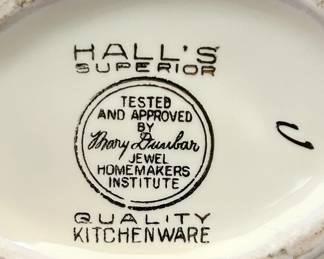 HALL'S
SUPERIOR
TESTED
AND APPROVED
BY
Mary Dunbar
JEWEL
HOMEMAKERS
INSTITUTE
QUALITY
KITCHENWARE